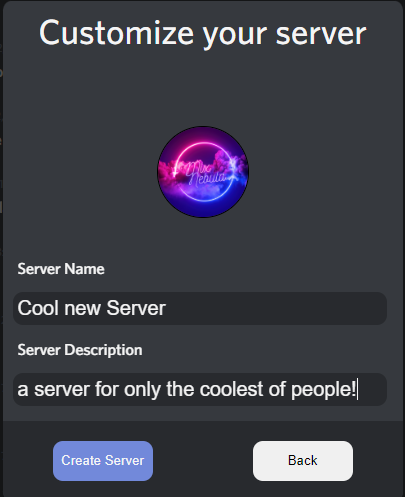 Customize your server
Mix
Nebula
Server Name
Cool new Server
Server Description
a server for only the coolest of people!
Create Server
Back